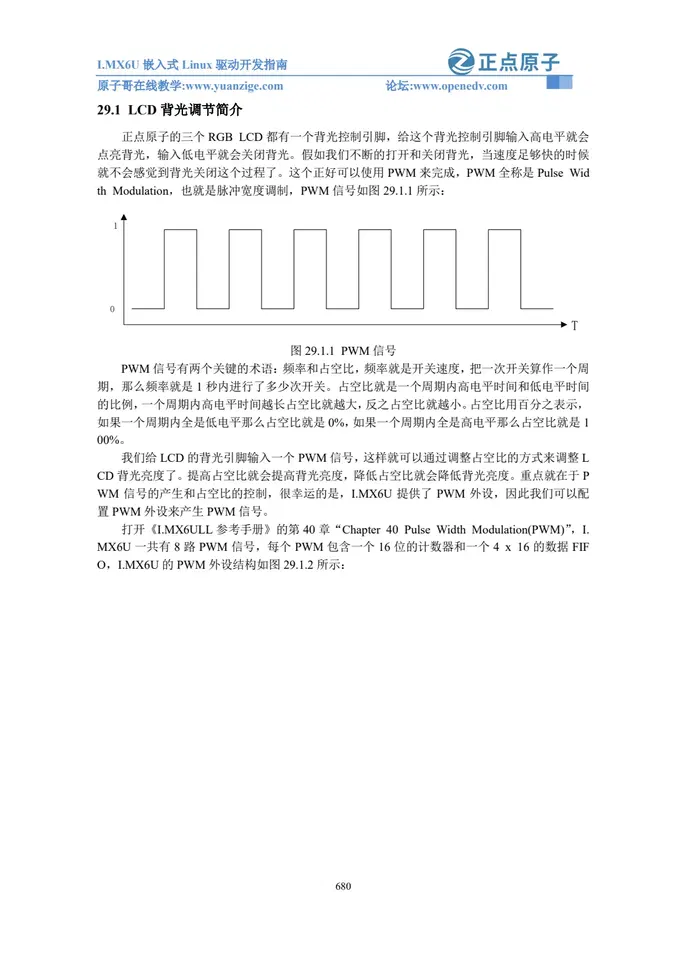 I.MX6U 嵌入式 Linux 驱动开发指南
正点原子
原子哥在线教学:www.yuanzige.com 论坛:www.openedv.com
29.1 LCD 背光调节简介
正点原子的三个 RGB LCD 都有一个背光控制引脚，给这个背光控制引脚输入高电平就会
点亮背光，输入低电平就会关闭背光。假如我们不断的打开和关闭背光，当速度足够快的时候
就不会感觉到背光关闭这个过程了。这个正好可以使用 PWM 来完成，PWM 全称是 Pulse Wid
th Modulation，也就是脉冲宽度调制，PWM 信号如图 29.1.1 所示：
1
0
T
图 29.1.1 PWM 信号
PWM 信号有两个关键的术语：频率和占空比，频率就是开关速度，把一次开关算作一个周
期，那么频率就是 1 秒内进行了多少次开关。占空比就是一个周期内高电平时间和低电平时间
的比例，一个周期内高电平时间越长占空比就越大，反之占空比就越小。占空比用百分之表示，
如果一个周期内全是低电平那么占空比就是 0%，如果一个周期内全是高电平那么占空比就是 1
00%。
我们给 LCD 的背光引脚输入一个 PWM 信号，这样就可以通过调整占空比的方式来调整 L
CD 背光亮度了。提高占空比就会提高背光亮度，降低占空比就会降低背光亮度。重点就在于 P
WM 信号的产生和占空比的控制，很幸运的是，I.MX6U 提供了 PWM 外设，因此我们可以配
置 PWM 外设来产生 PWM 信号。
打开《I.MX6ULL 参考手册》的第 40 章“Chapter 40 Pulse Width Modulation(PWM)”，I.
MX6U 一共有 8 路 PWM 信号，每个 PWM 包含一个 16 位的计数器和一个 4 x 16 的数据 FIF
O，I.MX6U 的 PWM 外设结构如图 29.1.2 所示：
680